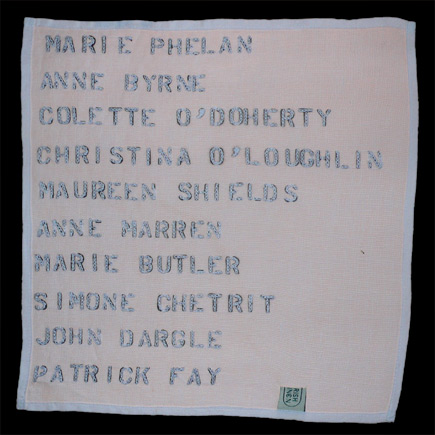 MARIE PHELAN
ANNE BYRNE
COLETTE O'DOHERTY
CHRISTINA O'LOUGHLIN
MAUREEN SHIELDS
ANNE MARREN
MARIE BUTLER
SIMONE CHETRIT
JOHN DARGLE
PATRICK FAY